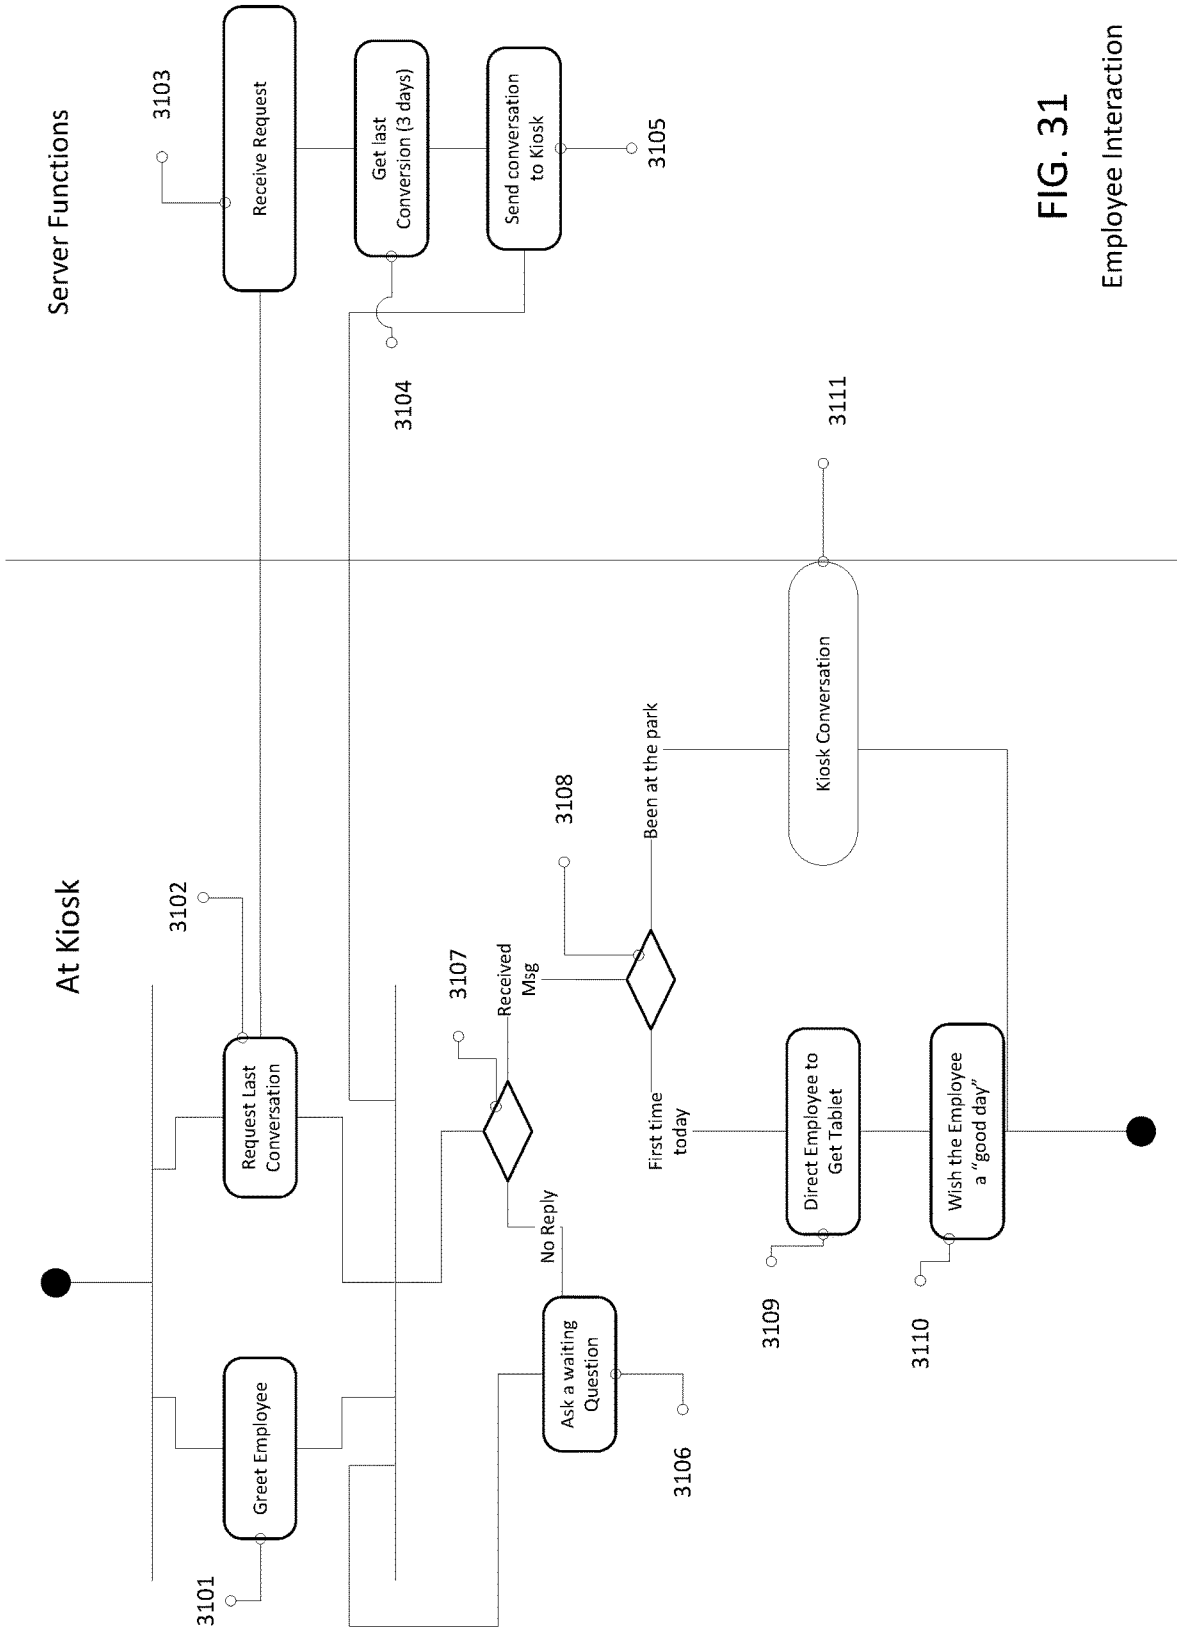 At Kiosk
Server Functions
3101
Greet Employee
3102
Request Last
Conversation
3103
Receive Request
3104
Get last
Conversion (3 days)
3105
Send conversation
to Kiosk
3106
Ask a waiting
Question
No Reply
3107
Received
Msg
3108
First time
today
Been at the park
3109
Direct Employee to
Get Tablet
3110
Wish the Employee
a “good day”
Kiosk Conversation
3111
FIG. 31
Employee Interaction